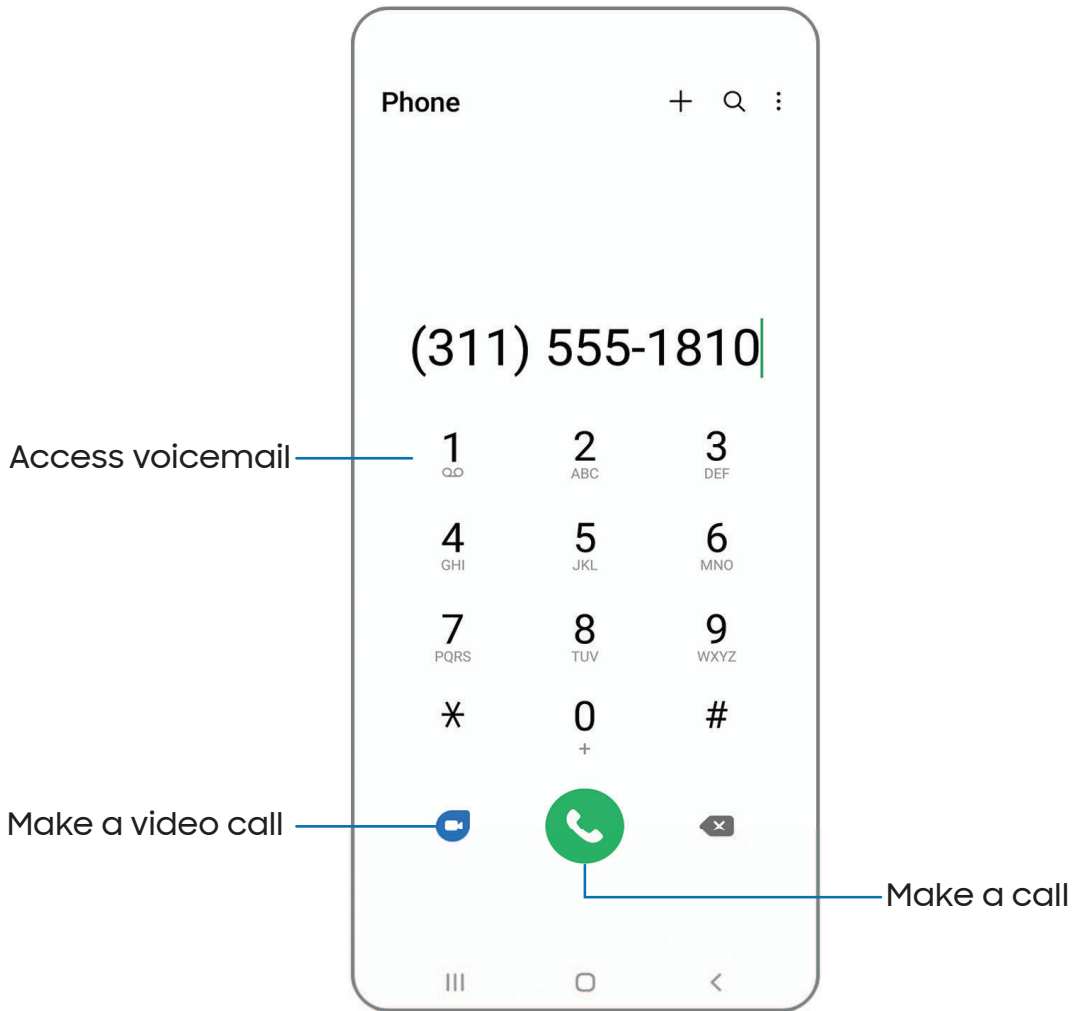 Phone
(311) 555-1810
Access voicemail
1 2 3
ABC DEF
4 5 6
GHI JKL MNO
7 8 9
PQRS TUV WXYZ
* 0 #
+
Make a video call
Make a call